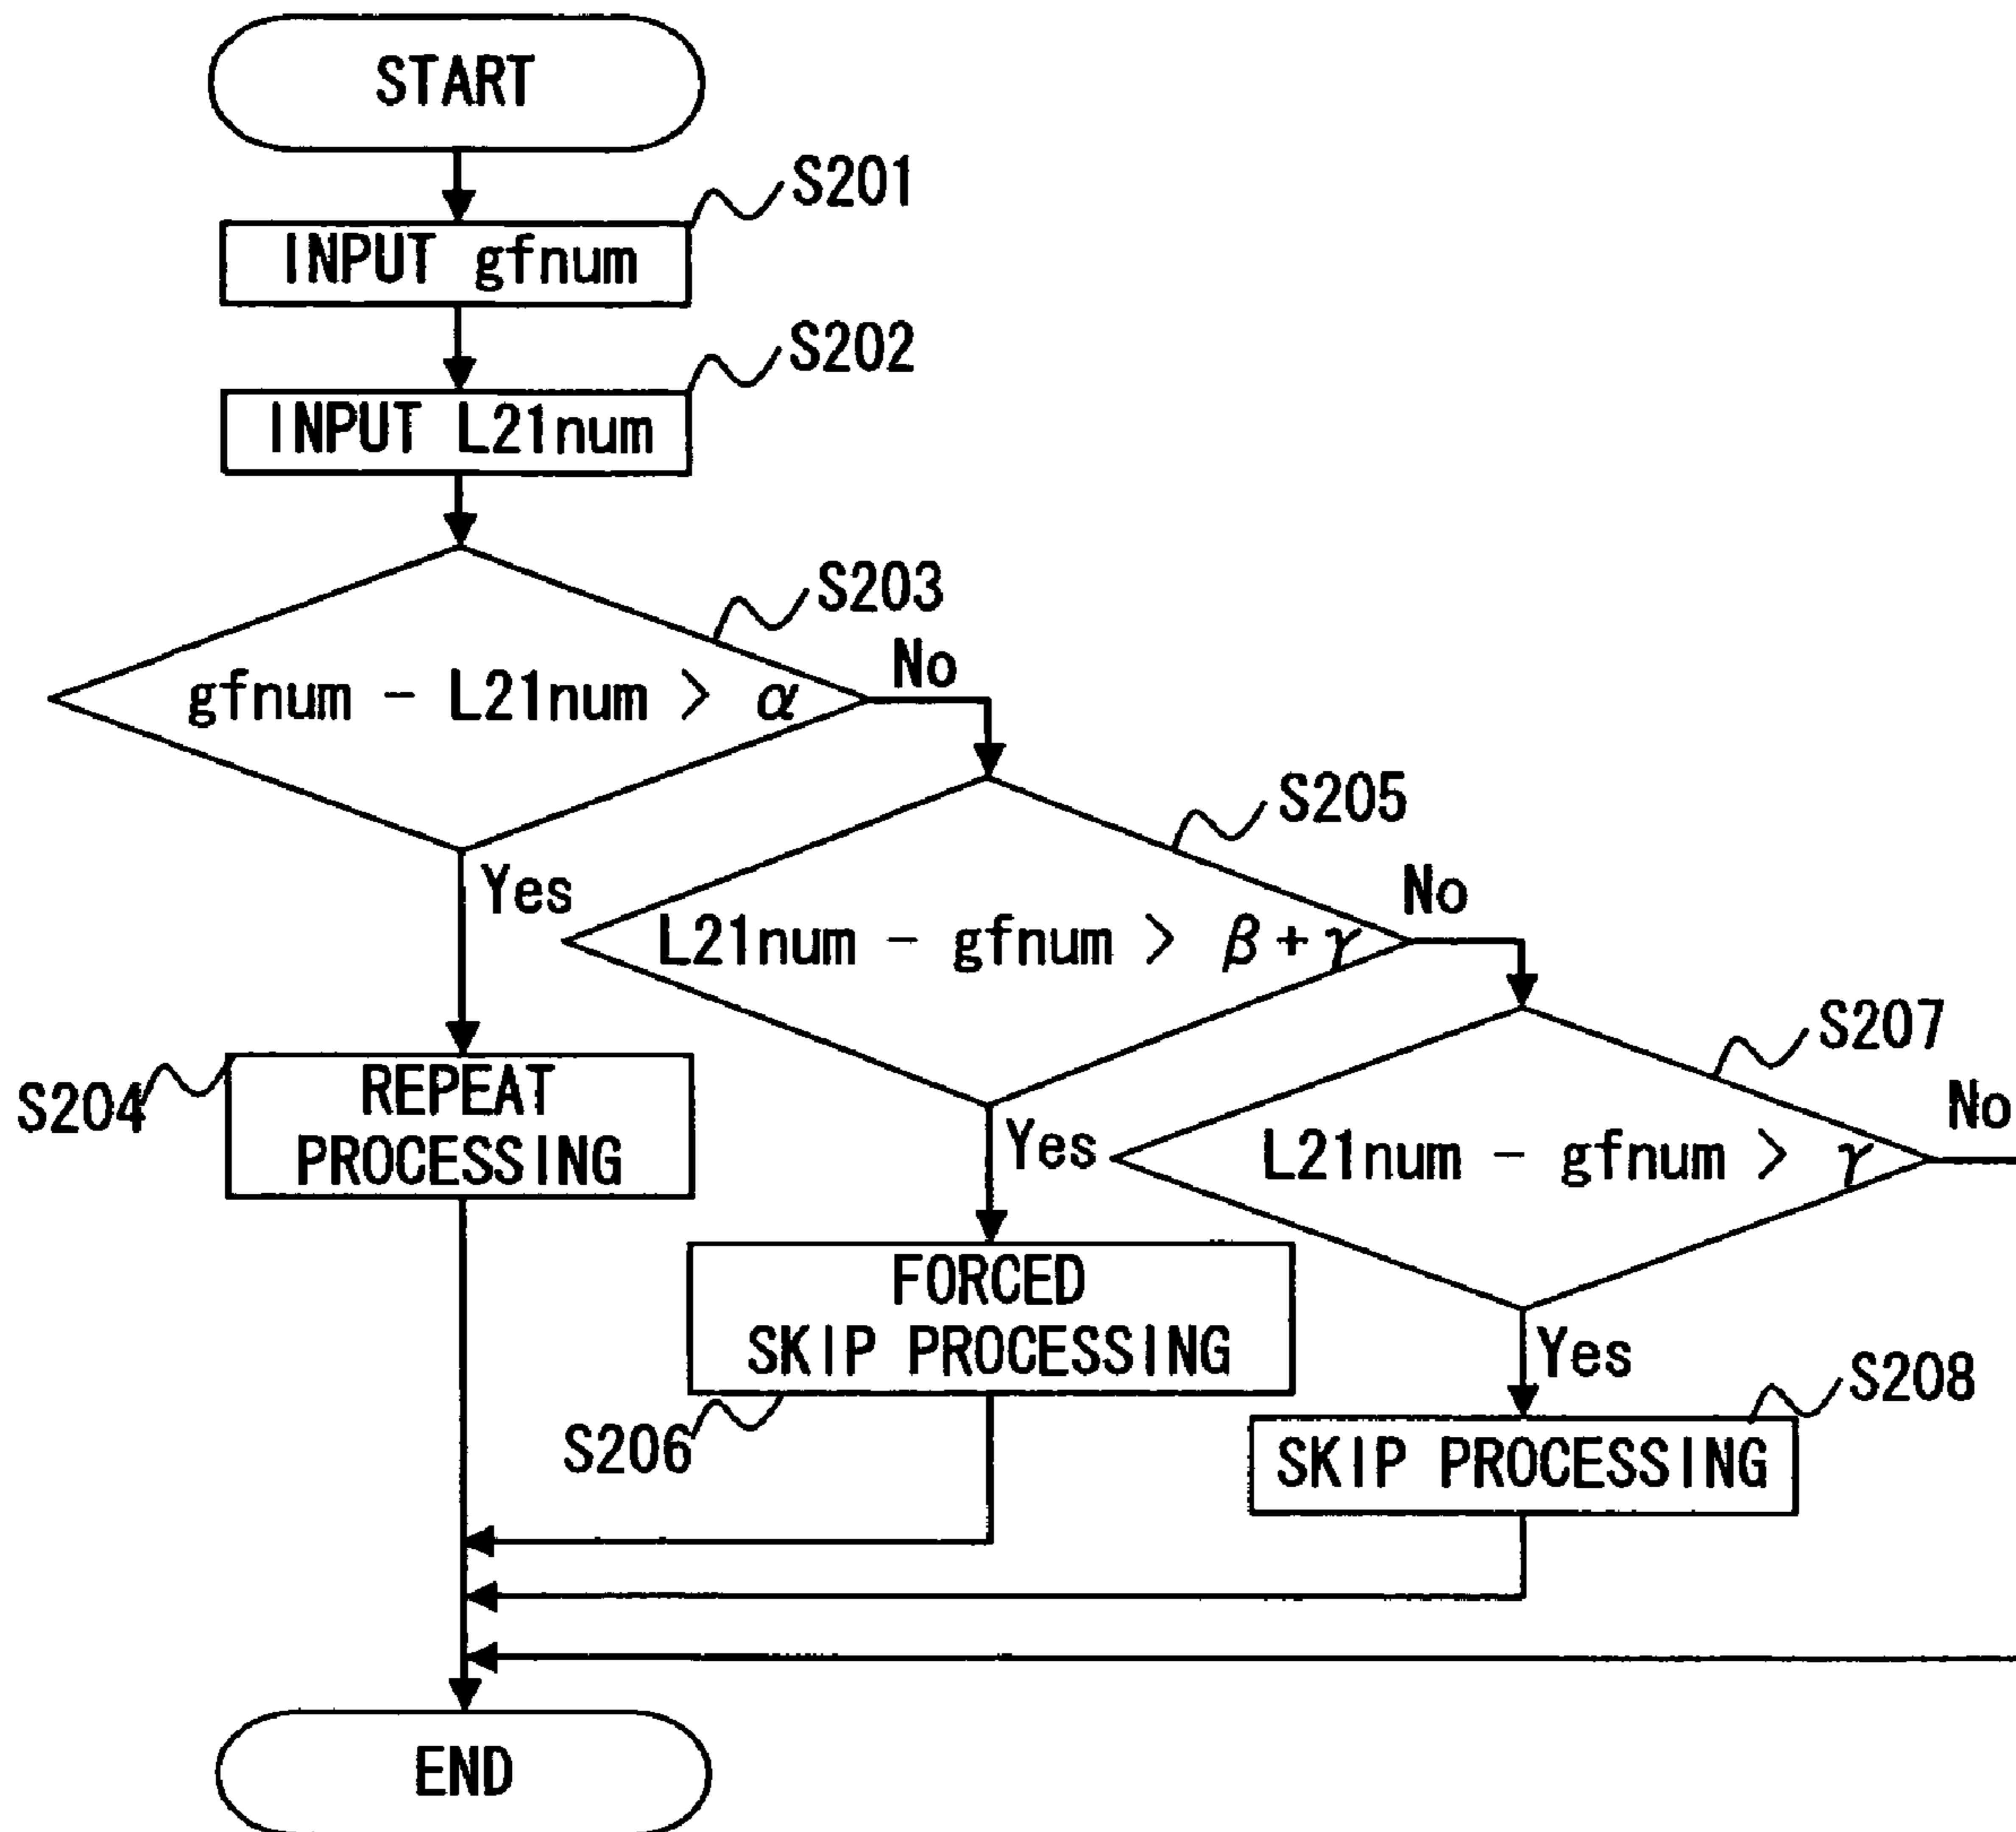 START
S201
INPUT gfnum
S202
INPUT L21num
S203
gfnum - L21num > α
No
Yes
S205
L21num - gfnum > β+γ
No
Yes
S207
L21num - gfnum > γ
No
Yes
S204
REPEAT
PROCESSING
FORCED
SKIP PROCESSING
S206
S208
SKIP PROCESSING
END